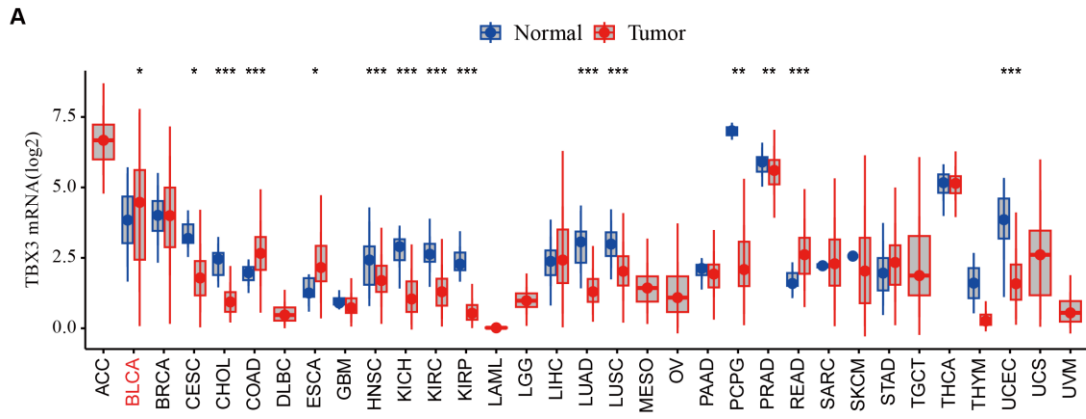 A
Normal Tumor
* * *** *** * *** *** *** *** *** *** ** ** *** ***
TBX3 mRNA(log2)
7.5
5.0
2.5
0.0
ACC BLCA BRCA CESC CHOL COAD DLBC ESCA GBM HNSC KICH KIRC KIRP LAML LGG LIHC LUAD LUSC MESO OV PAAD PCPG PRAD READ SARC SKCM STAD TGCT THCA THYM UCEC UCS UVM